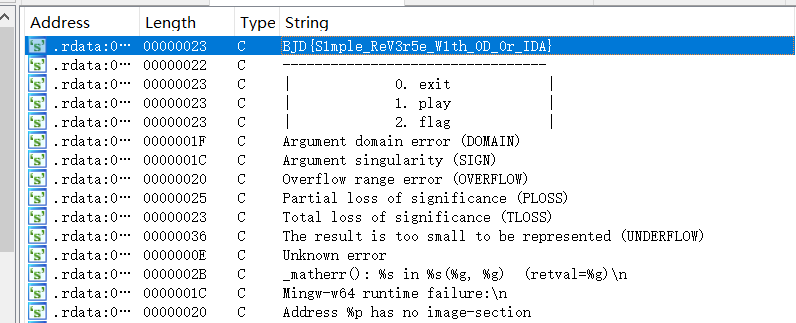 Address Length Type String
.rdata:0… 00000023 C BJD{S1mple_ReV3r5e_W1th_0D_0r_IDA}
.rdata:0… 00000022 C ---------------------------------
.rdata:0… 00000023 C | 0. exit |
.rdata:0… 00000023 C | 1. play |
.rdata:0… 00000023 C | 2. flag |
.rdata:0… 0000001F C Argument domain error (DOMAIN)
.rdata:0… 0000001C C Argument singularity (SIGN)
.rdata:0… 00000020 C Overflow range error (OVERFLOW)
.rdata:0… 00000025 C Partial loss of significance (PLOSS)
.rdata:0… 00000023 C Total loss of significance (TLOSS)
.rdata:0… 00000036 C The result is too small to be represented (UNDERFLOW)
.rdata:0… 0000000E C Unknown error
.rdata:0… 0000002B C _matherr(): %s in %s(%g, %g) (retval=%g)\n
.rdata:0… 0000001C C Mingw-w64 runtime failure:\n
.rdata:0… 00000020 C Address %p has no image-section